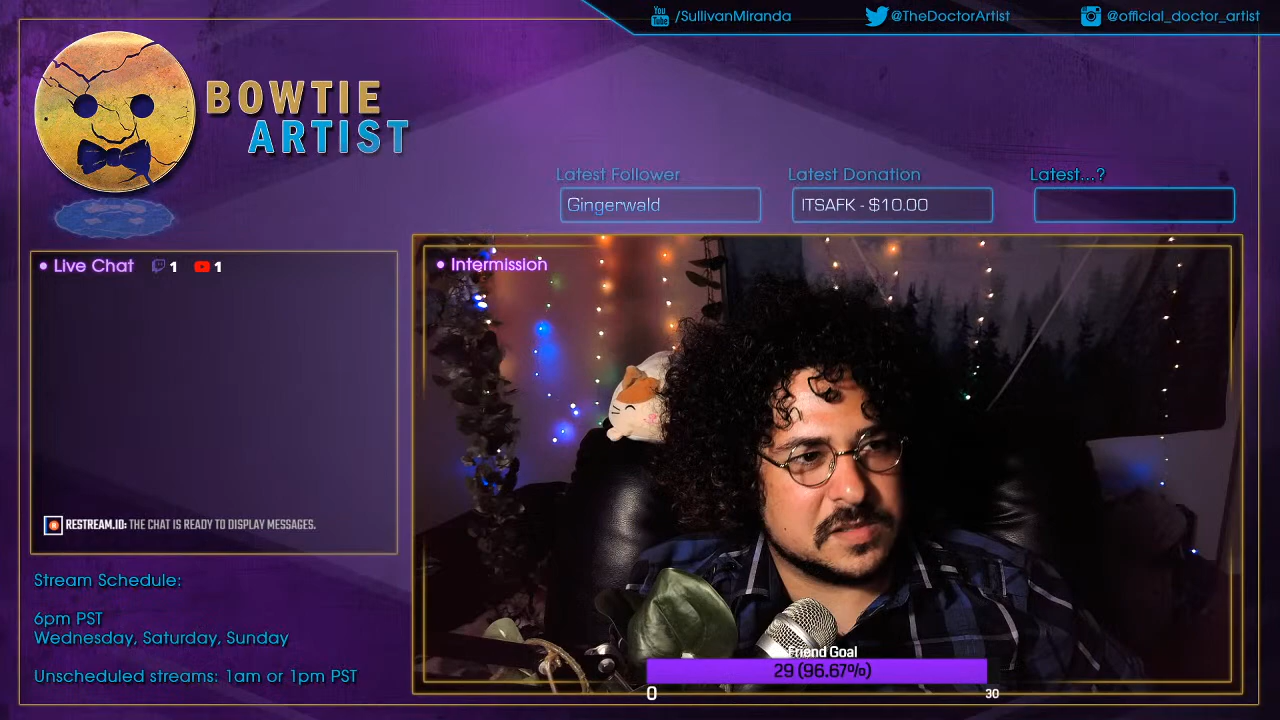 /SullivanMiranda
@TheDoctorArtist
@official_doctor_artist
BOWTIE
ARTIST
Latest Follower
Latest Donation
Latest...?
Gingerwald
ITSAFK - $10.00
• Live Chat 1 1
• Intermission
RESTREAM.IO: THE CHAT IS READY TO DISPLAY MESSAGES.
Stream Schedule:
6pm PST
Wednesday, Saturday, Sunday
Unscheduled streams: 1am or 1pm PST
Friend Goal
29 (96.67%)
0
30